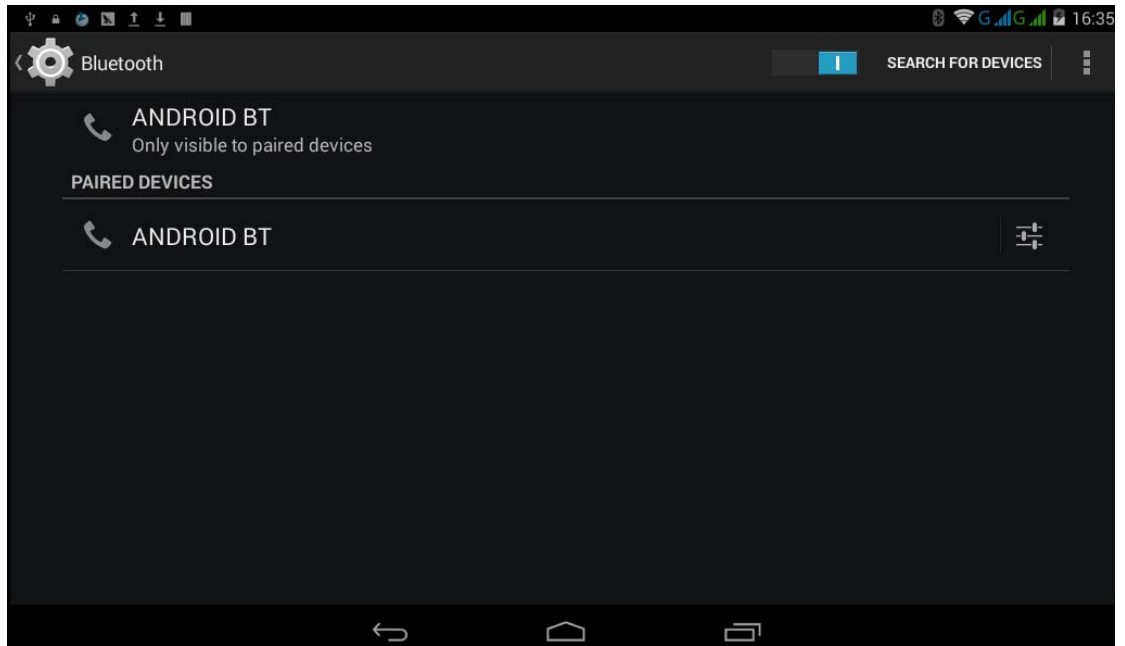 G G 16:35
Bluetooth SEARCH FOR DEVICES
ANDROID BT
Only visible to paired devices
PAIRED DEVICES
ANDROID BT